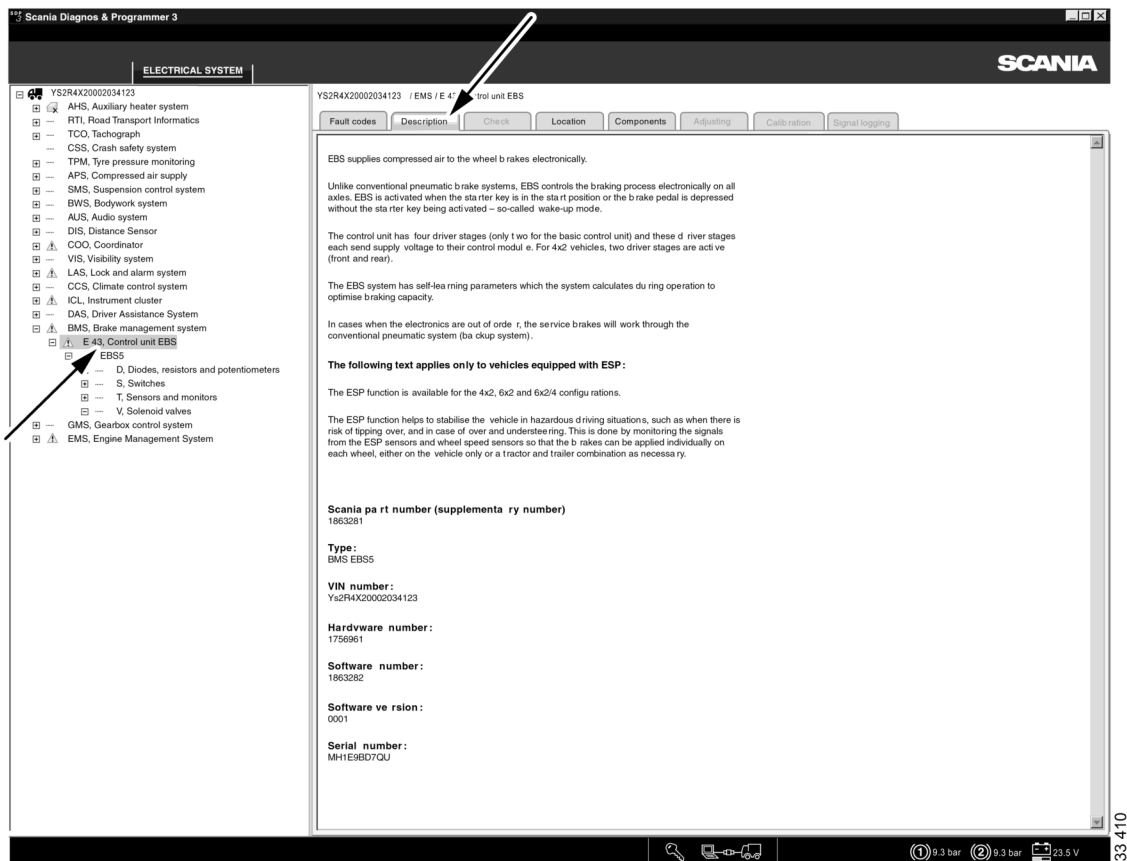 SDP3 Scania Diagnos & Programmer 3
SCANIA
ELECTRICAL SYSTEM
YS2R4X20002034123
AHS, Auxiliary heater system
RTI, Road Transport Informatics
TCO, Tachograph
CSS, Crash safety system
TPM, Tyre pressure monitoring
APS, Compressed air supply
SMS, Suspension control system
BWS, Bodywork system
AUS, Audio system
DIS, Distance Sensor
COO, Coordinator
VIS, Visibility system
LAS, Lock and alarm system
CCS, Climate control system
ICL, Instrument cluster
DAS, Driver Assistance System
BMS, Brake management system
E 43, Control unit EBS
EBS5
D, Diodes, resistors and potentiometers
S, Switches
T, Sensors and monitors
V, Solenoid valves
GMS, Gearbox control system
EMS, Engine Management System
YS2R4X20002034123 / EMS / E 4 trol unit EBS
Fault codes Description Check Location Components Adjusting Calib ration Signal logging
EBS supplies compressed air to the wheel b rakes electronically.
Unlike conventional pneumatic b rake systems, EBS controls the braking process electronically on all
axles. EBS is activated when the sta rter key is in the sta rt position or the b rake pedal is depressed
without the sta rter key being acti vated – so-called wake-up mode.
The control unit has four driver stages (only t wo for the basic control unit) and these d river stages
each send supply voltage to their control modul e. For 4x2 vehicles, two driver stages are acti ve
(front and rear).
The EBS system has self-lea rning parameters which the system calculates du ring operation to
optimise b raking capacity.
In cases when the electronics are out of orde r, the se rvice brakes will work through the
conventional pneumatic system (ba ckup system).
The following text applies only to vehicles equipped with ESP :
The ESP function is available for the 4x2, 6x2 and 6x2/4 configu rations.
The ESP function helps to stabilise the vehicle in hazardous d riving situations, such as when there is
risk of tipping over, and in case of over and understee ring. This is done by monitoring the signals
from the ESP sensors and wheel speed sensors so that the b rakes can be applied individually on
each wheel, either on the vehicle only or a t ractor and trailer combination as necessa ry.
Scania pa rt number (supplementa ry number)
1863281
Type :
BMS EBS5
VIN number :
Ys2R4X20002034123
Hardvware number :
1756961
Software number :
1863282
Software ve rsion :
0001
Serial number :
MH1E9BD7QU
1 9.3 bar 2 9.3 bar 23.5 V
33 410